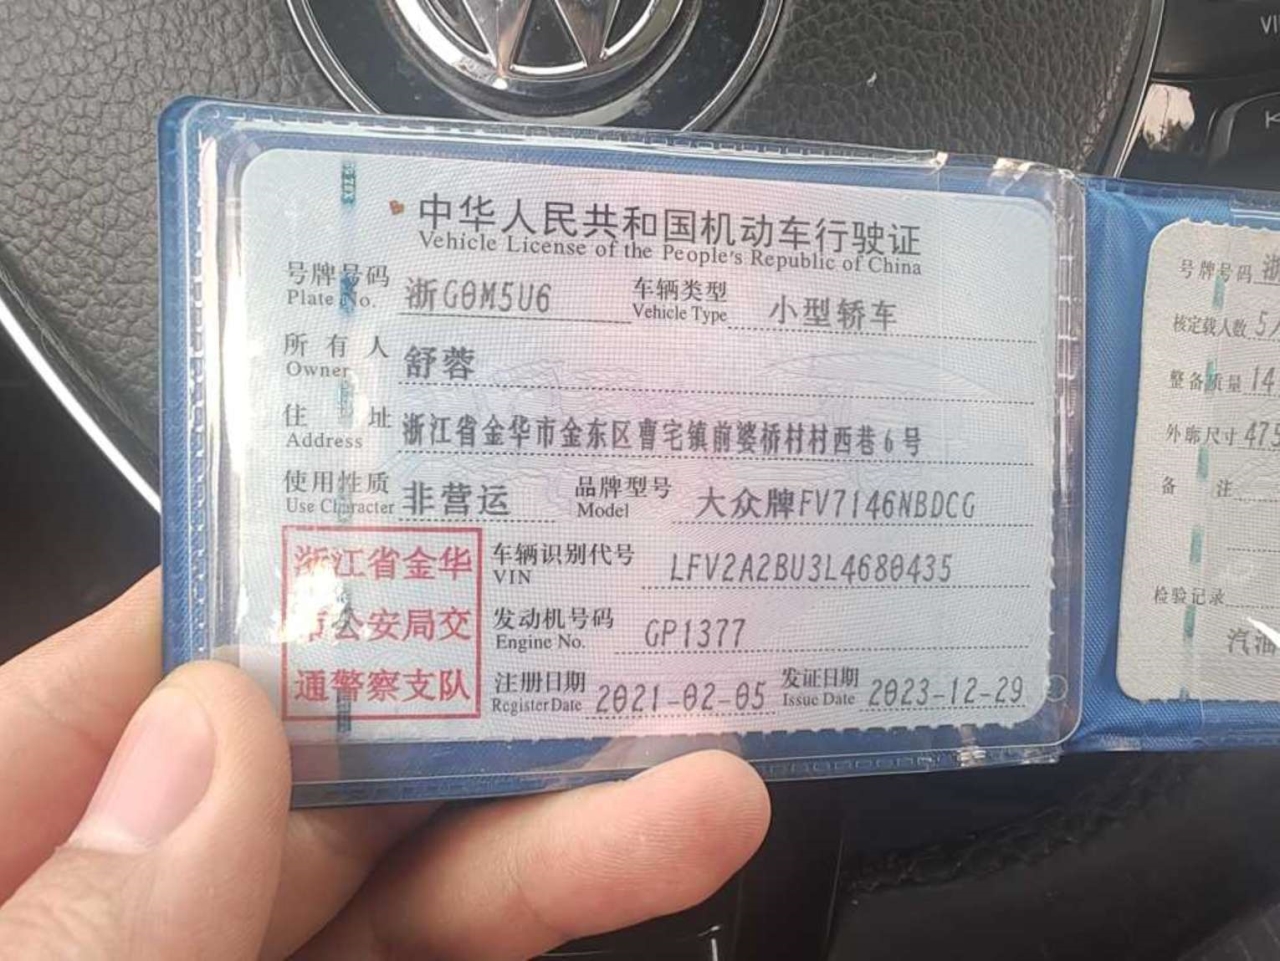 中华人民共和国机动车行驶证
Vehicle License of the People's Republic of China
号牌号码 浙G0M5U6 车辆类型 小型轿车
Plate No. Vehicle Type
所有人 舒蓉
Owner
住址 浙江省金华市金东区曹宅镇前婆桥村村西巷6号
Address
使用性质 非营运 品牌型号 大众牌FV7146NBDCG
Use Character Model
浙江省金华
市公安局交
通警察支队
车辆识别代号 LFV2A2BU3L4680435
VIN
发动机号码 GP1377
Engine No.
注册日期 2021-02-05 发证日期 2023-12-29
Register Date Issue Date
号牌号码 浙
核定载人数 5
整备质量 14
外廓尺寸 475
备注
检验记录
汽油
VI
K